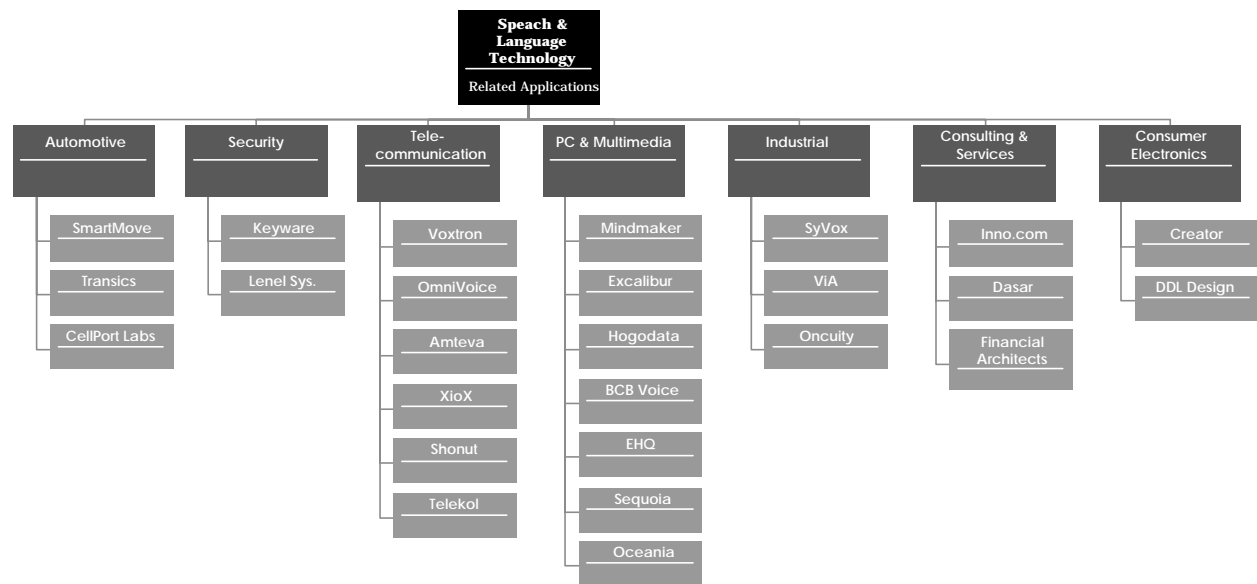 Speach &
Language
Technology
Related Applications
Automotive
SmartMove
Transics
CellPort Labs
Security
Keyware
Lenel Sys.
Tele-
communication
Voxtron
OmniVoice
Amteva
XioX
Shonut
Telekol
PC & Multimedia
Mindmaker
Excalibur
Hogodata
BCB Voice
EHQ
Sequoia
Oceania
Industrial
SyVox
ViA
Oncuity
Consulting &
Services
Inno.com
Dasar
Financial
Architects
Consumer
Electronics
Creator
DDL Design